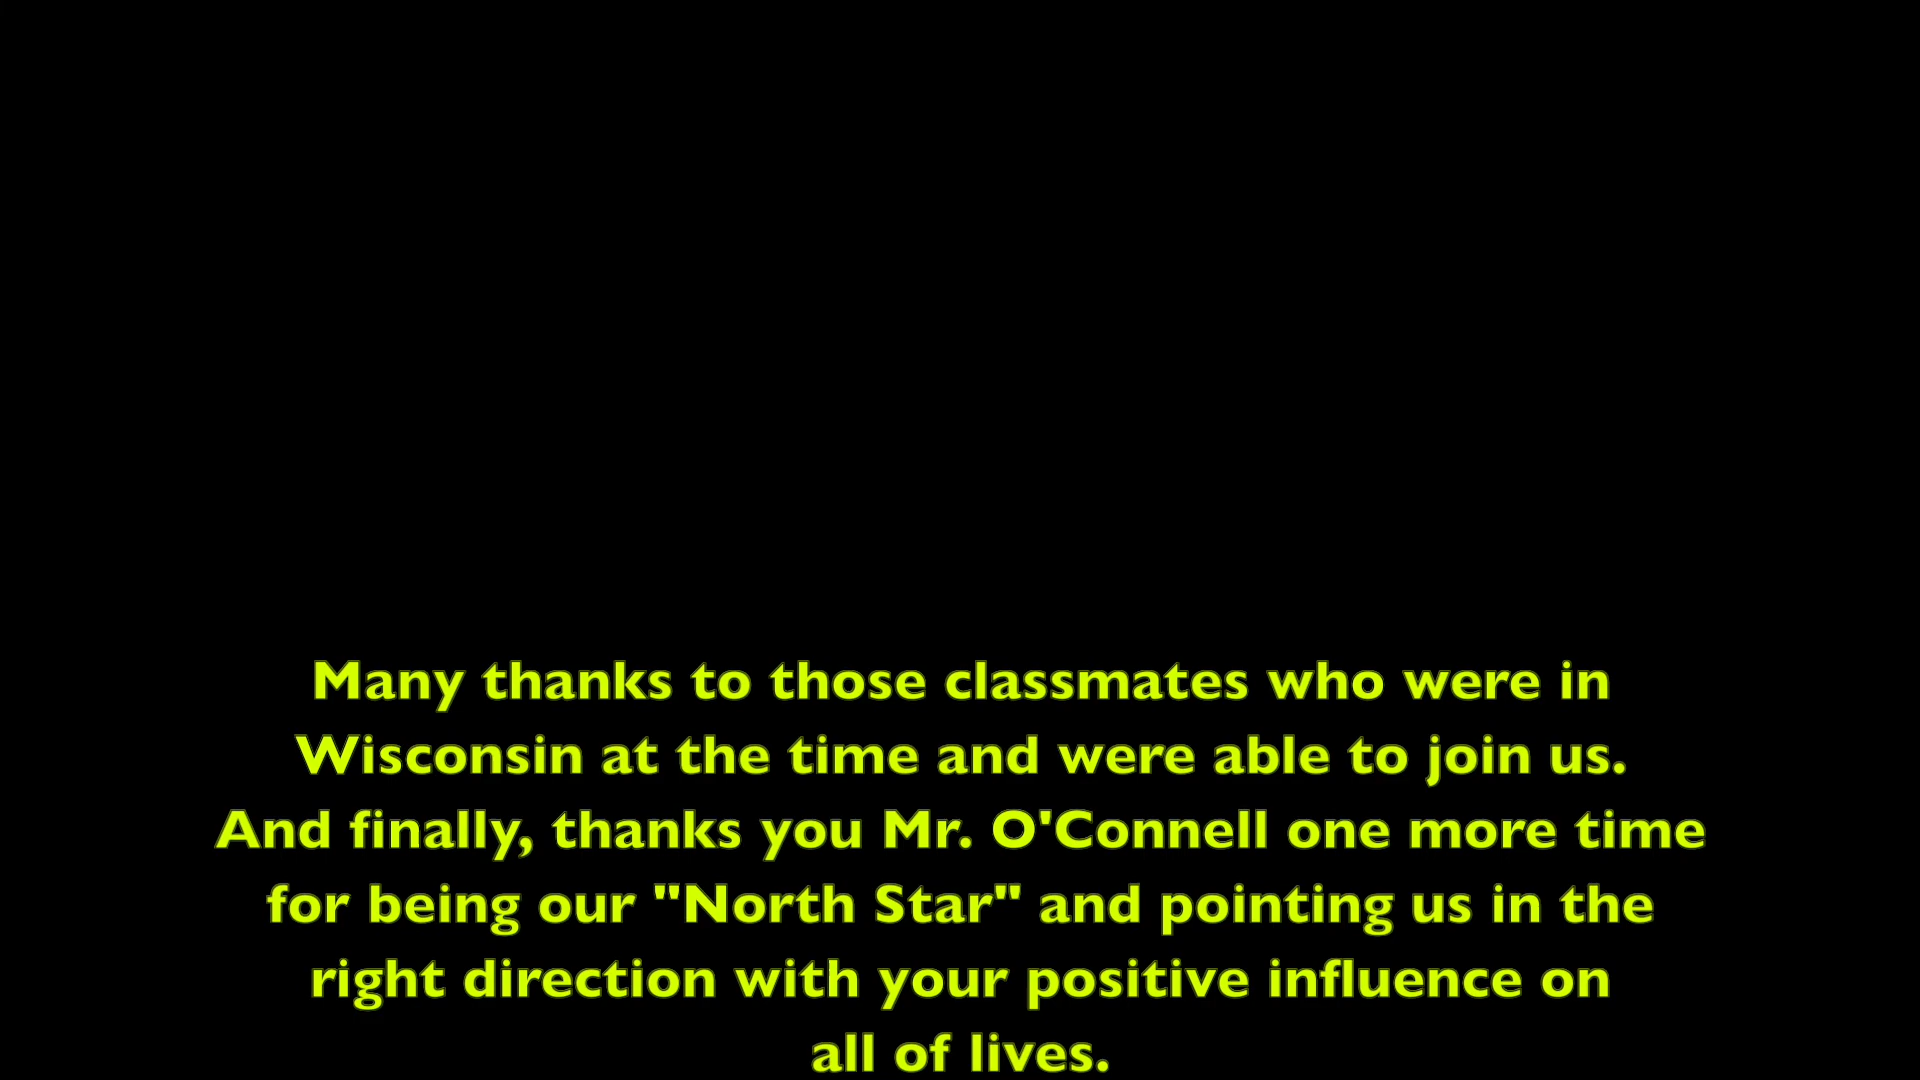 Many thanks to those classmates who were in
Wisconsin at the time and were able to join us.
And finally, thanks you Mr. O'Connell one more time
for being our "North Star" and pointing us in the
right direction with your positive influence on
all of lives.